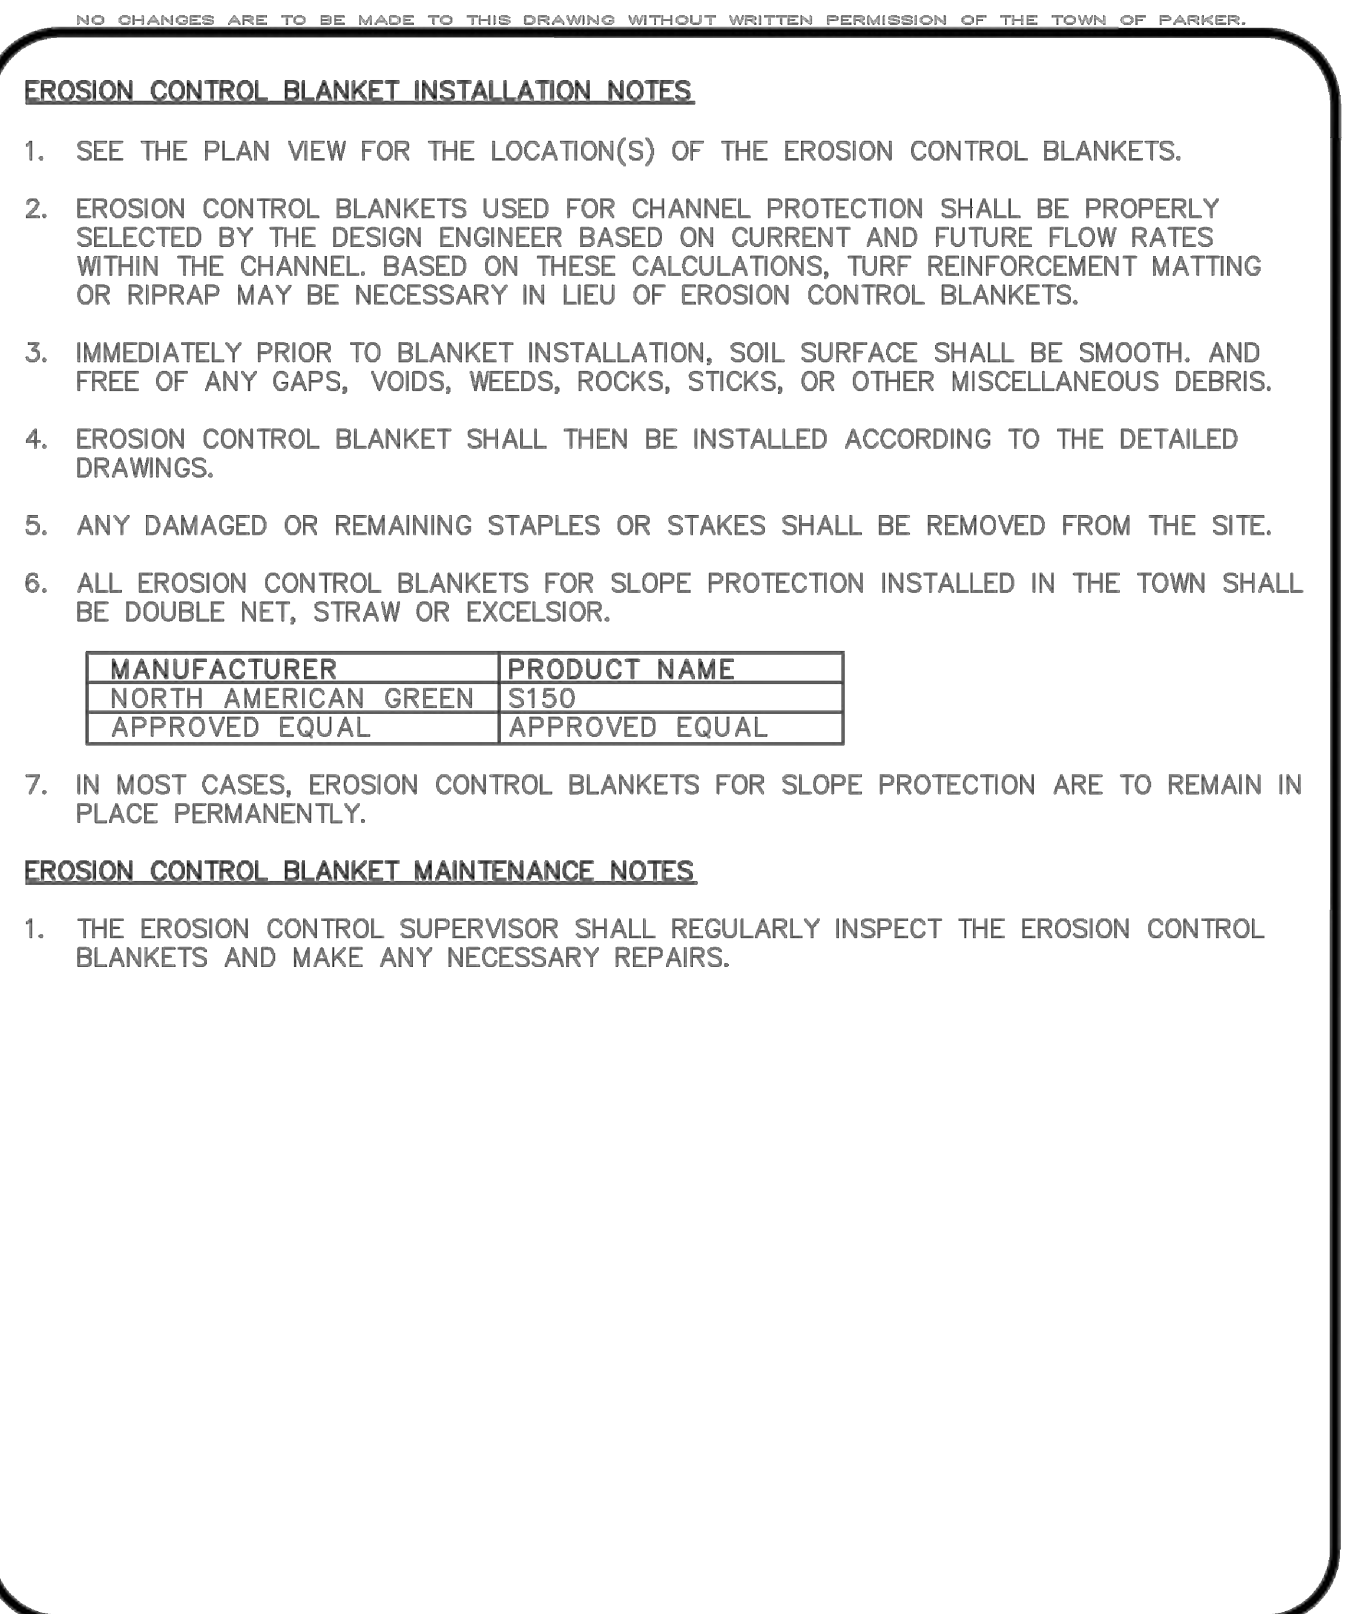 NO CHANGES ARE TO BE MADE TO THIS DRAWING WITHOUT WRITTEN PERMISSION OF THE TOWN OF PARKER.
EROSION CONTROL BLANKET INSTALLATION NOTES
1. SEE THE PLAN VIEW FOR THE LOCATION(S) OF THE EROSION CONTROL BLANKETS.
2. EROSION CONTROL BLANKETS USED FOR CHANNEL PROTECTION SHALL BE PROPERLY
SELECTED BY THE DESIGN ENGINEER BASED ON CURRENT AND FUTURE FLOW RATES
WITHIN THE CHANNEL. BASED ON THESE CALCULATIONS, TURF REINFORCEMENT MATTING
OR RIPRAP MAY BE NECESSARY IN LIEU OF EROSION CONTROL BLANKETS.
3. IMMEDIATELY PRIOR TO BLANKET INSTALLATION, SOIL SURFACE SHALL BE SMOOTH. AND
FREE OF ANY GAPS, VOIDS, WEEDS, ROCKS, STICKS, OR OTHER MISCELLANEOUS DEBRIS.
4. EROSION CONTROL BLANKET SHALL THEN BE INSTALLED ACCORDING TO THE DETAILED
DRAWINGS.
5. ANY DAMAGED OR REMAINING STAPLES OR STAKES SHALL BE REMOVED FROM THE SITE.
6. ALL EROSION CONTROL BLANKETS FOR SLOPE PROTECTION INSTALLED IN THE TOWN SHALL
BE DOUBLE NET, STRAW OR EXCELSIOR.
MANUFACTURER PRODUCT NAME
NORTH AMERICAN GREEN S150
APPROVED EQUAL APPROVED EQUAL
7. IN MOST CASES, EROSION CONTROL BLANKETS FOR SLOPE PROTECTION ARE TO REMAIN IN
PLACE PERMANENTLY.
EROSION CONTROL BLANKET MAINTENANCE NOTES
1. THE EROSION CONTROL SUPERVISOR SHALL REGULARLY INSPECT THE EROSION CONTROL
BLANKETS AND MAKE ANY NECESSARY REPAIRS.